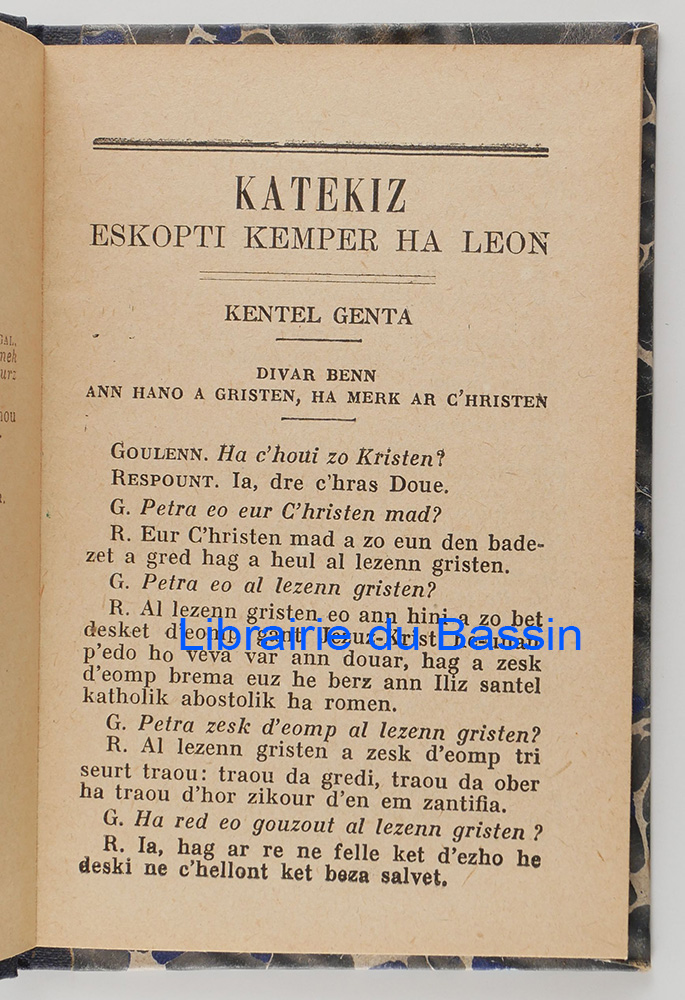 KATEKIZ
ESKOPTI KEMPER HA LEON
KENTEL GENTA
DIVAR BENN
ANN HANO A GRISTEN, HA MERK AR C'HRISTEN
GOULENN. Ha c'houi zo Kristen?
RESPOUNT. Ia, dre c'hras Doue.
G. Petra eo eur C'hristen mad?
R. Eur C'hristen mad a zo eun den bade-
zet a gred hag a heul al lezenn gristen.
G. Petra eo al lezenn gristen?
R. Al lezenn gristen eo ann hini a zo bet
desket d'eomp gant Jezuz-Krist he-unan
Librairie du Bassin
p'edo ho veva var ann douar, hag a zesk
d'eomp brema euz he berz ann Iliz santel
katholik abostolik ha romen.
G. Petra zesk d'eomp al lezenn gristen?
R. Al lezenn gristen a zesk d'eomp tri
seurt traou: traou da gredi, traou da ober
ha traou d'hor zikour d'en em zantifia.
G. Ha red eo gouzout al lezenn gristen ?
R. Ia, hag ar re ne felle ket d'ezho he
deski ne c'hellont ket beza salvet.